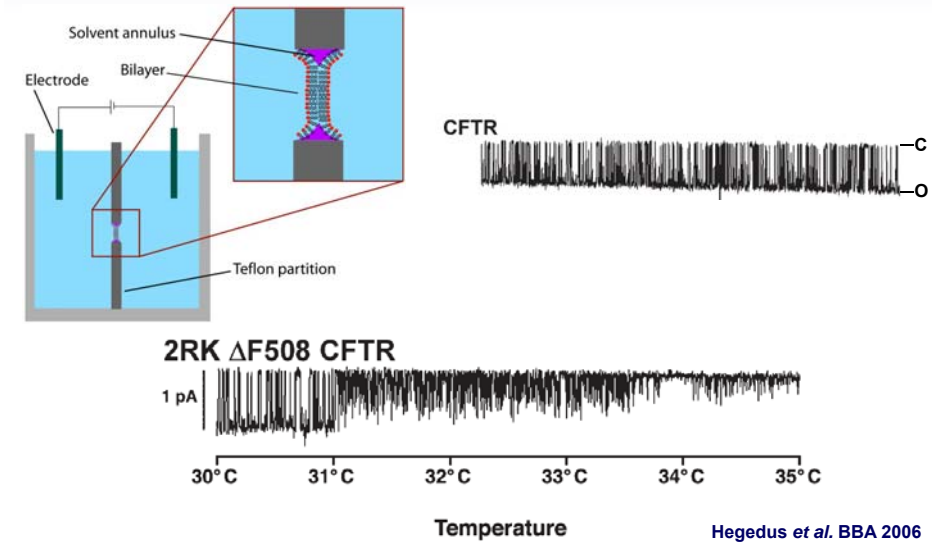 Solvent annulus
Bilayer
Electrode
Teflon partition
CFTR
C
O
2RK ΔF508 CFTR
1 pA
30°C 31°C 32°C 33°C 34°C 35°C
Temperature
Hegedus et al. BBA 2006